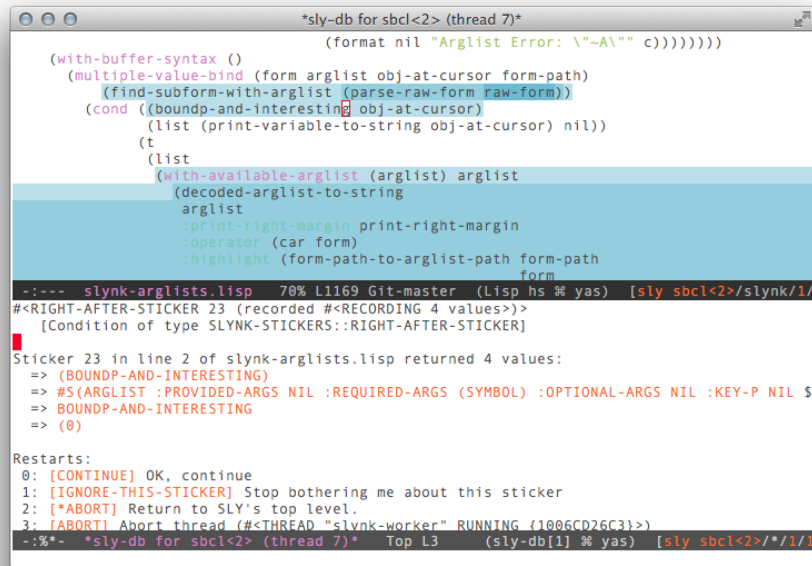 *sly-db for sbcl<2> (thread 7)*
(format nil "Arglist Error: \"~A\"" c))))))))
(with-buffer-syntax ()
(multiple-value-bind (form arglist obj-at-cursor form-path)
(find-subform-with-arglist (parse-raw-form raw-form))
(cond ((boundp-and-interesting obj-at-cursor)
(list (print-variable-to-string obj-at-cursor) nil))
(t
(list
(with-available-arglist (arglist) arglist
(decoded-arglist-to-string
arglist
:print-right-margin print-right-margin
:operator (car form)
:highlight (form-path-to-arglist-path form-path
form
-:--- slynk-arglists.lisp 70% L1169 Git-master (Lisp hs ⌘ yas) [sly sbcl<2>/slynk/1/
#<RIGHT-AFTER-STICKER 23 (recorded #<RECORDING 4 values>)>
[Condition of type SLYNK-STICKERS::RIGHT-AFTER-STICKER]
Sticker 23 in line 2 of slynk-arglists.lisp returned 4 values:
=> (BOUNDP-AND-INTERESTING)
=> #S(ARGLIST :PROVIDED-ARGS NIL :REQUIRED-ARGS (SYMBOL) :OPTIONAL-ARGS NIL :KEY-P NIL $
=> BOUNDP-AND-INTERESTING
=> (0)
Restarts:
0: [CONTINUE] OK, continue
1: [IGNORE-THIS-STICKER] Stop bothering me about this sticker
2: [*ABORT] Return to SLY's top level.
3: [ABORT] Abort thread (#<THREAD "slynk-worker" RUNNING {1006CD26C3}>)
-:%*- *sly-db for sbcl<2> (thread 7)* Top L3 (sly-db[1] ⌘ yas) [sly sbcl<2>/*/1/1